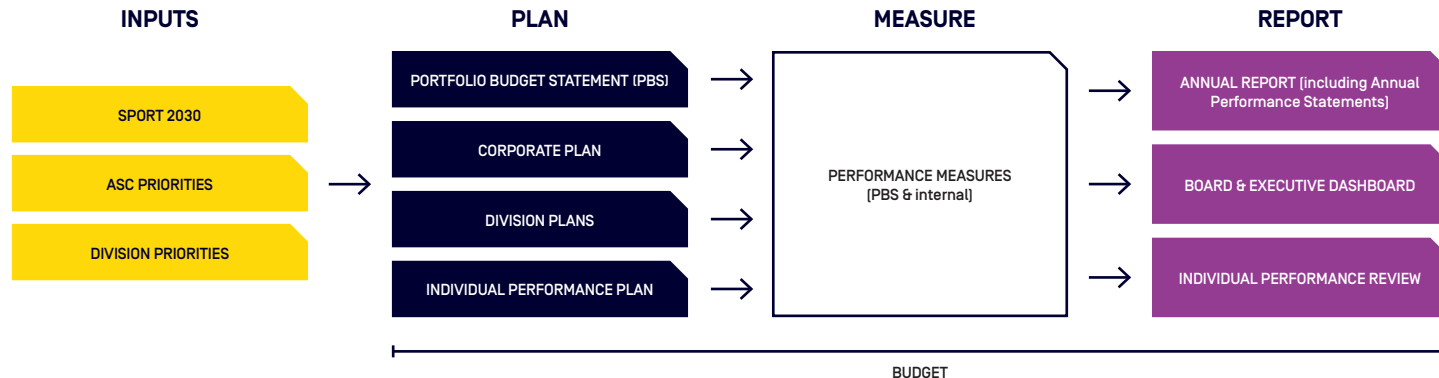 INPUTS
PLAN
MEASURE
REPORT
SPORT 2030
ASC PRIORITIES
DIVISION PRIORITIES
PORTFOLIO BUDGET STATEMENT (PBS)
CORPORATE PLAN
DIVISION PLANS
INDIVIDUAL PERFORMANCE PLAN
PERFORMANCE MEASURES
(PBS & internal)
ANNUAL REPORT (including Annual
Performance Statements)
BOARD & EXECUTIVE DASHBOARD
INDIVIDUAL PERFORMANCE REVIEW
BUDGET